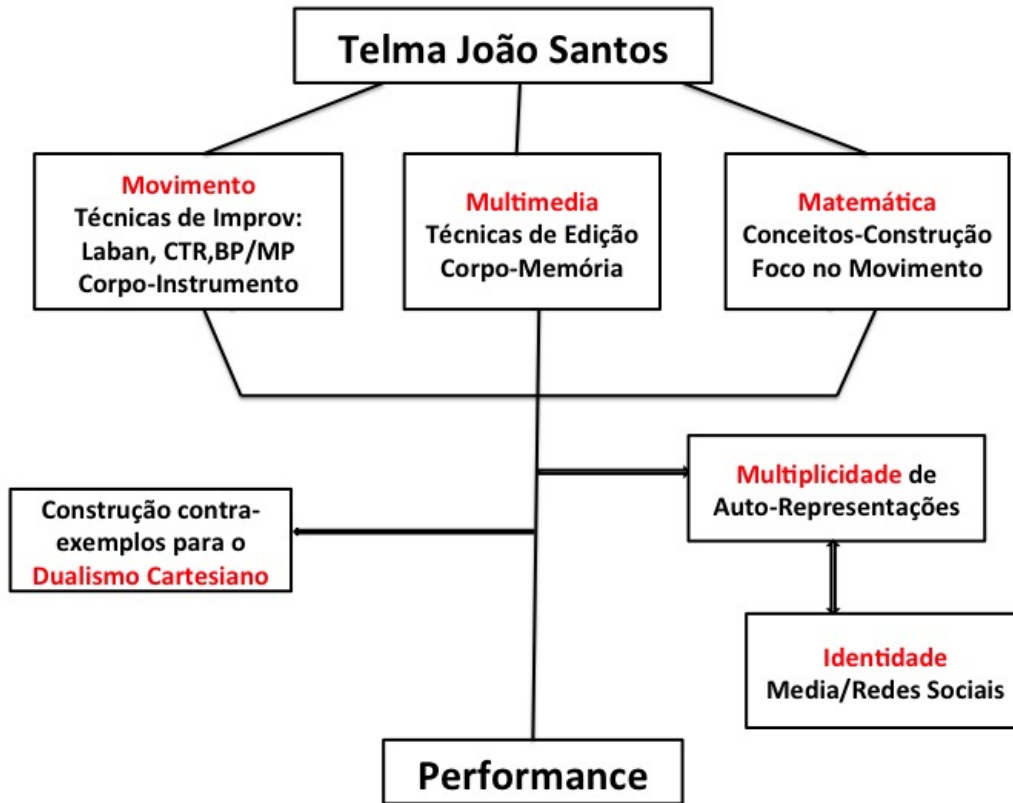 Telma João Santos
Movimento
Técnicas de Improv:
Laban, CTR,BP/MP
Corpo-Instrumento
Multimedia
Técnicas de Edição
Corpo-Memória
Matemática
Conceitos-Construção
Foco no Movimento
Multiplicidade de
Auto-Representações
Construção contra-
exemplos para o
Dualismo Cartesiano
Identidade
Media/Redes Sociais
Performance